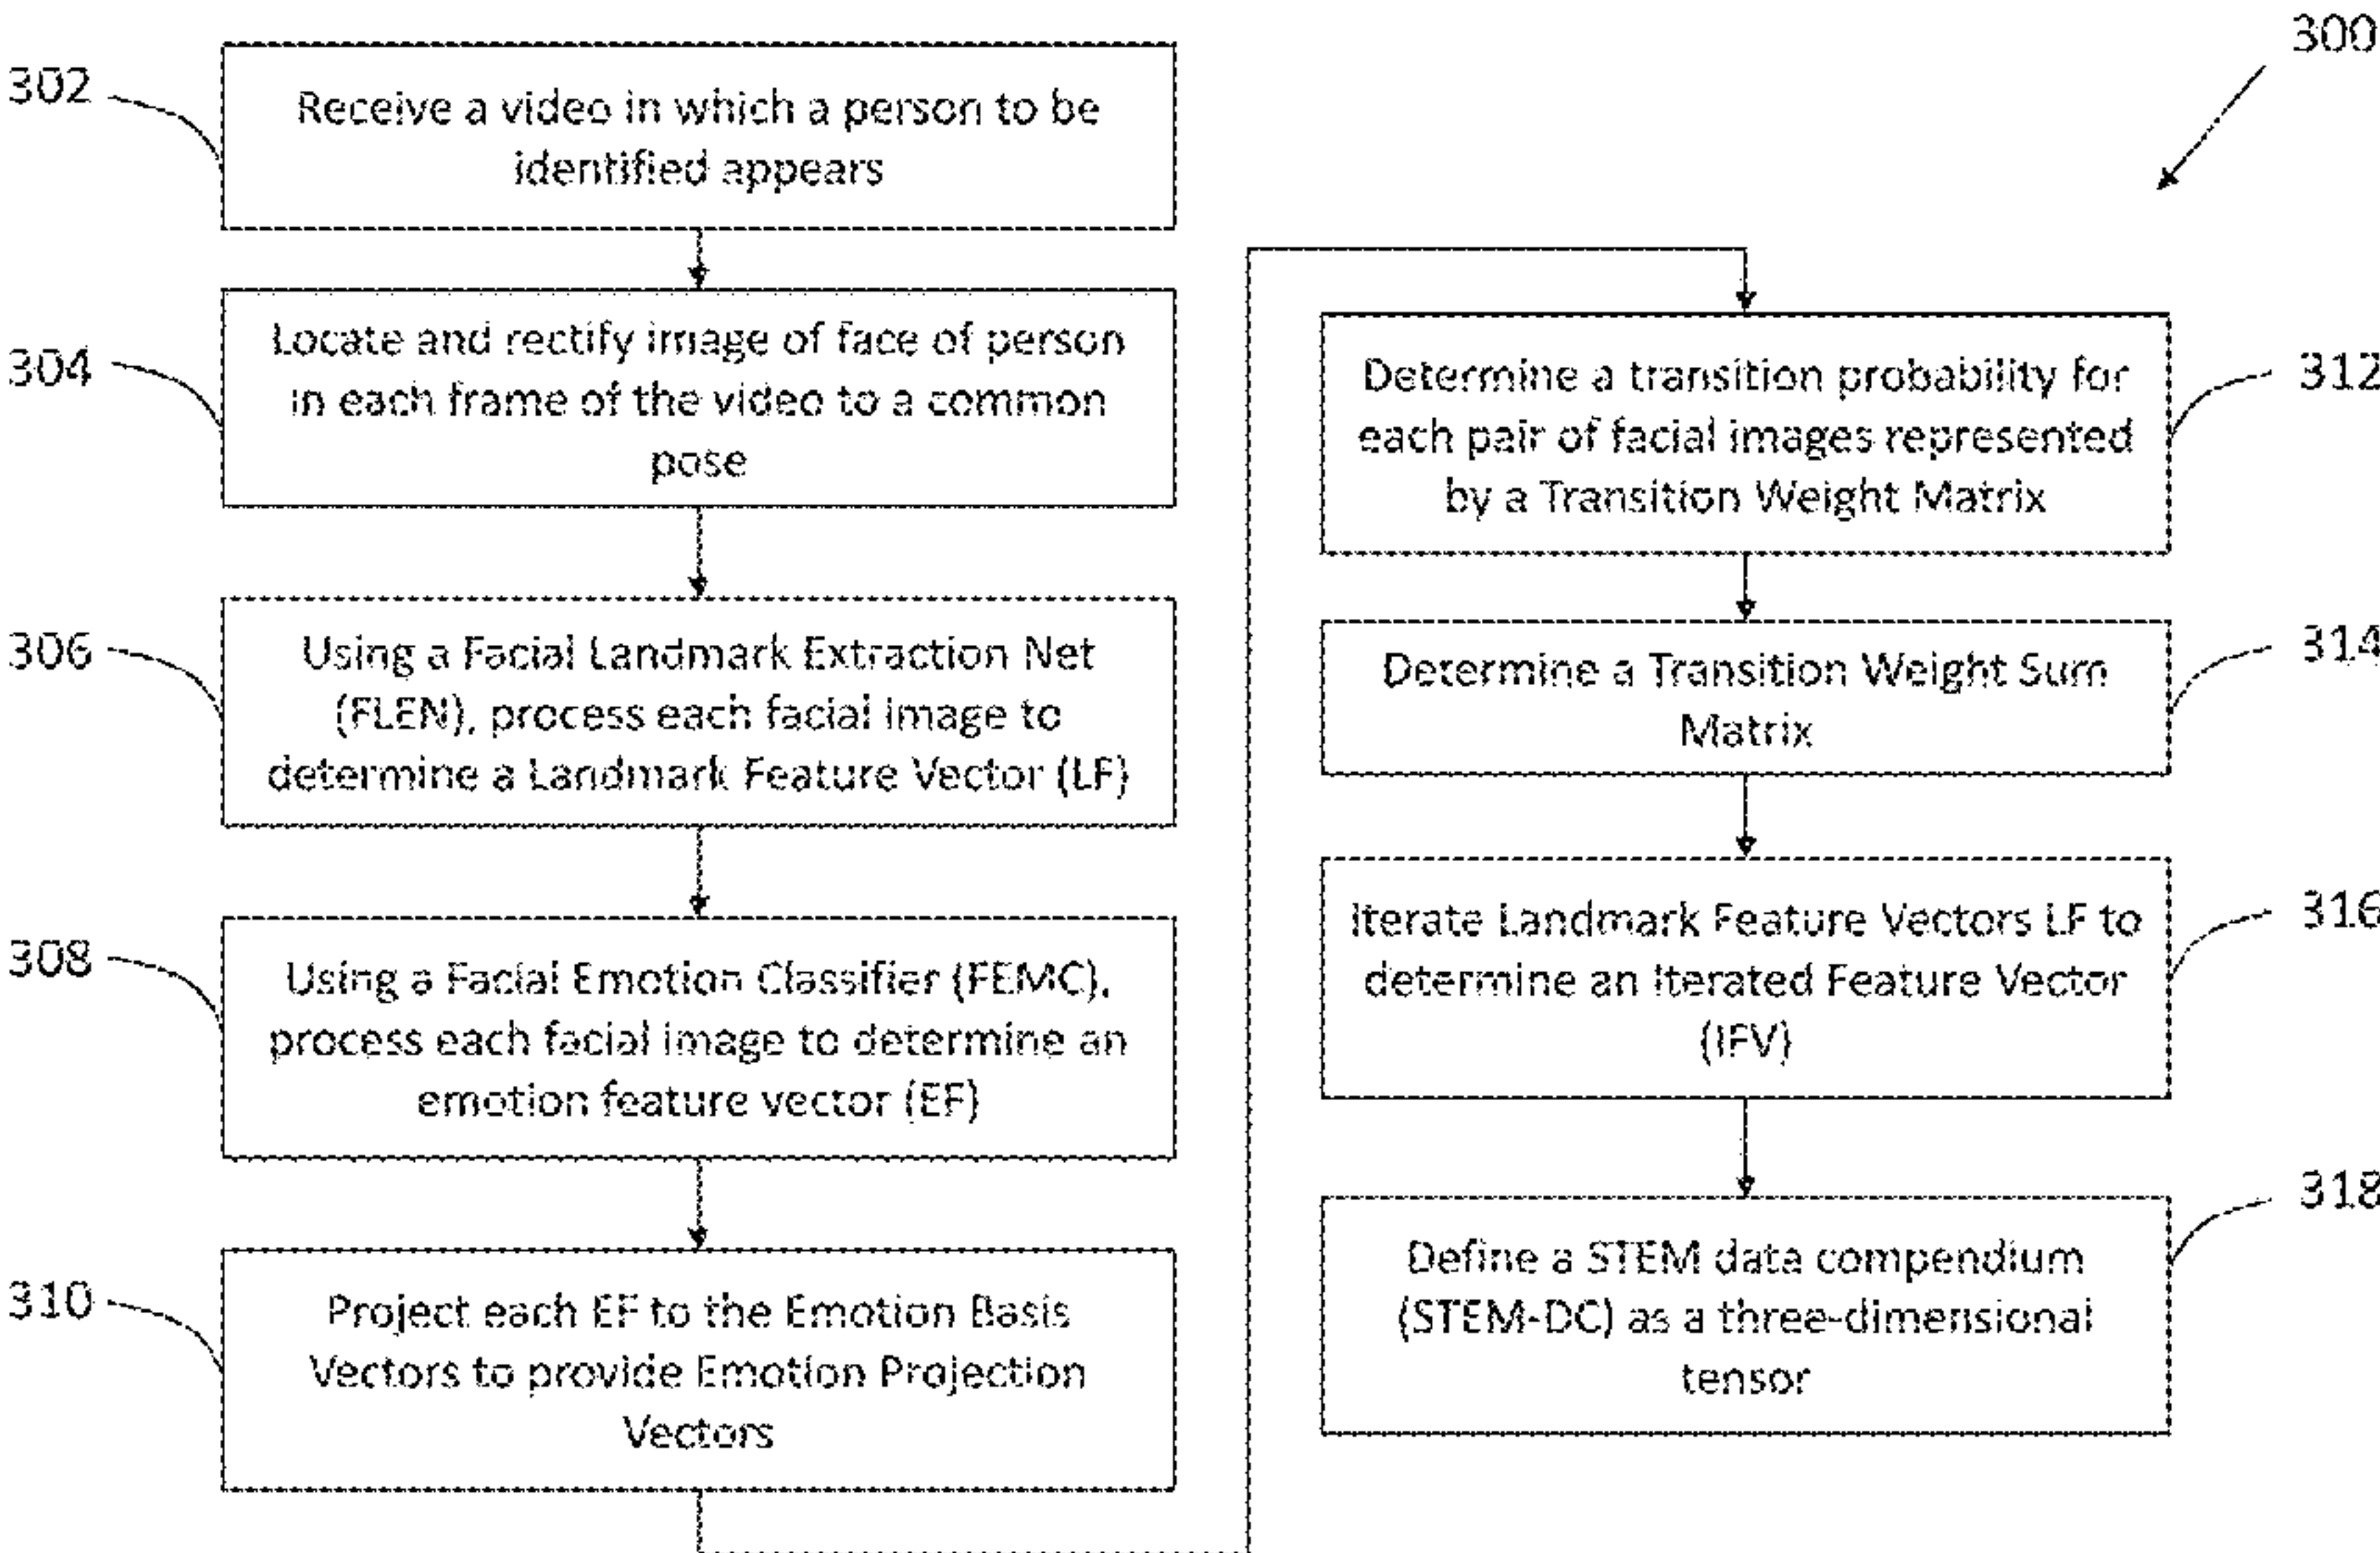 300
302
Receive a video in which a person to be
identified appears
304
Locate and rectify image of face of person
in each frame of the video to a common
pose
306
Using a Facial Landmark Extraction Net
(FLEN), process each facial image to
determine a Landmark Feature Vector (LF)
308
Using a Facial Emotion Classifier (FEMC),
process each facial image to determine an
emotion feature vector (EF)
310
Project each EF to the Emotion Basis
Vectors to provide Emotion Projection
Vectors
312
Determine a transition probability for
each pair of facial images represented
by a Transition Weight Matrix
314
Determine a Transition Weight Sum
Matrix
316
Iterate Landmark Feature Vectors LF to
determine an Iterated Feature Vector
(IFV)
318
Define a STEM data compendium
(STEM-DC) as a three-dimensional
tensor